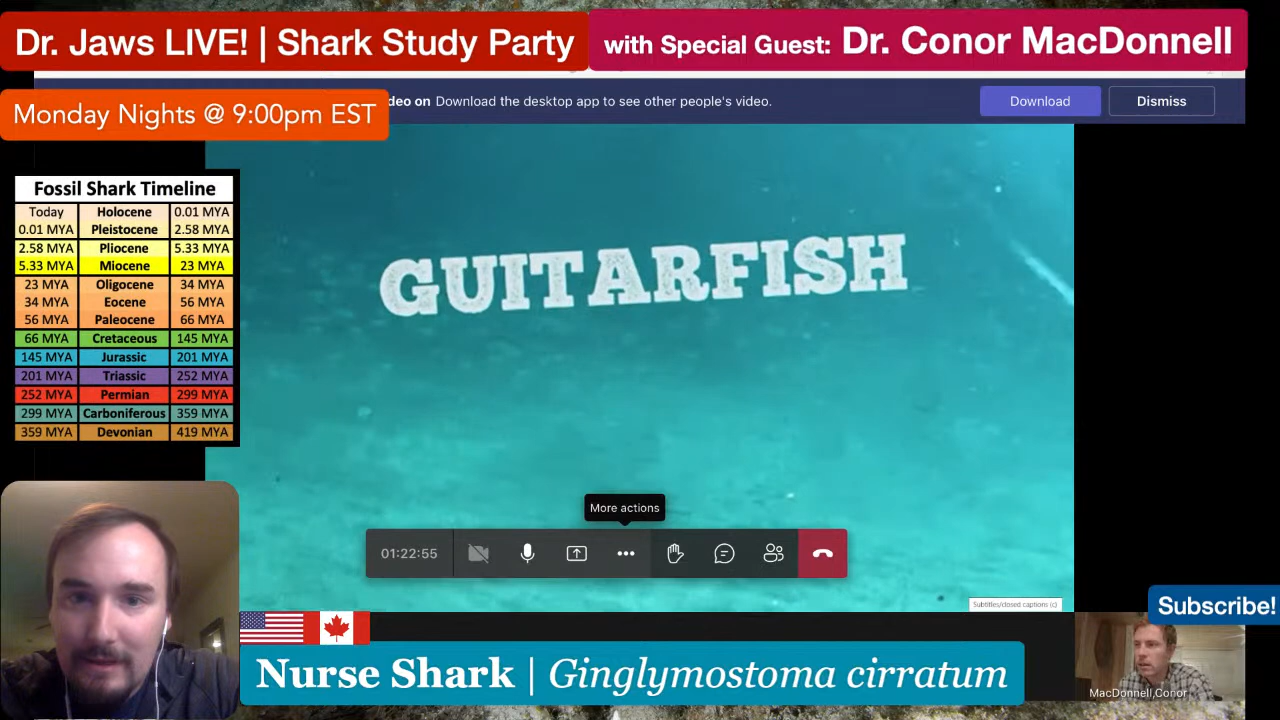 Dr. Jaws LIVE! | Shark Study Party
with Special Guest: Dr. Conor MacDonnell
Monday Nights @ 9:00pm EST
deo on Download the desktop app to see other people's video.
Download
Dismiss
Fossil Shark Timeline
Today Holocene 0.01 MYA
0.01 MYA Pleistocene 2.58 MYA
2.58 MYA Pliocene 5.33 MYA
5.33 MYA Miocene 23 MYA
23 MYA Oligocene 34 MYA
34 MYA Eocene 56 MYA
56 MYA Paleocene 66 MYA
66 MYA Cretaceous 145 MYA
145 MYA Jurassic 201 MYA
201 MYA Triassic 252 MYA
252 MYA Permian 299 MYA
299 MYA Carboniferous 359 MYA
359 MYA Devonian 419 MYA
GUITARFISH
More actions
01:22:55
Subtitles/closed captions (c)
Subscribe!
Nurse Shark | Ginglymostoma cirratum
MacDonnell,Conor